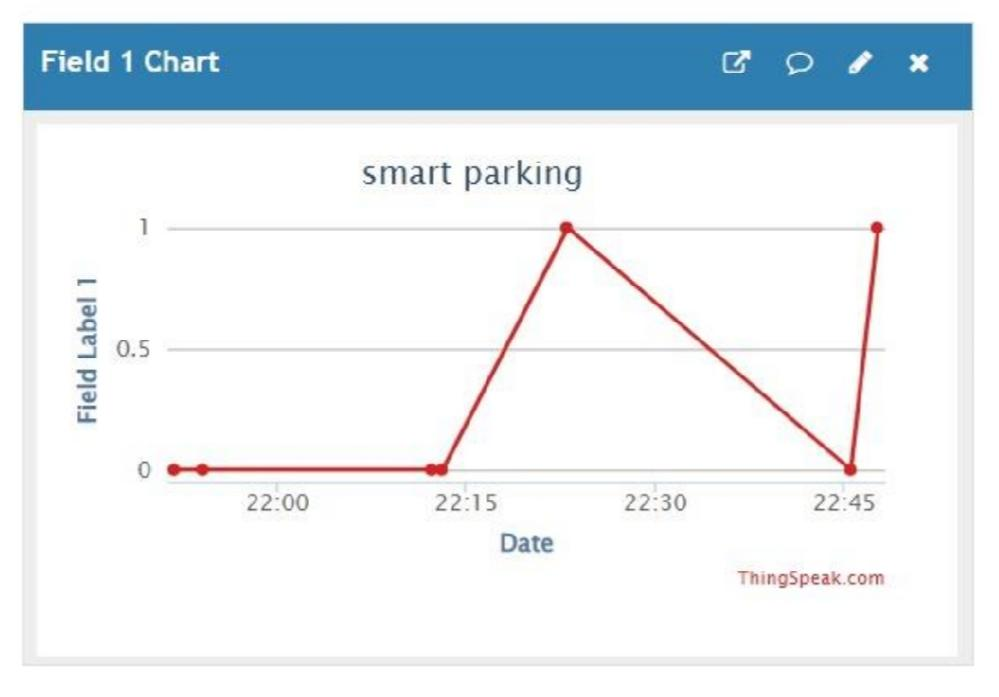 Field 1 Chart
smart parking
1
0.5
0
Field Label 1
22:00 22:15 22:30 22:45
Date
ThingSpeak.com